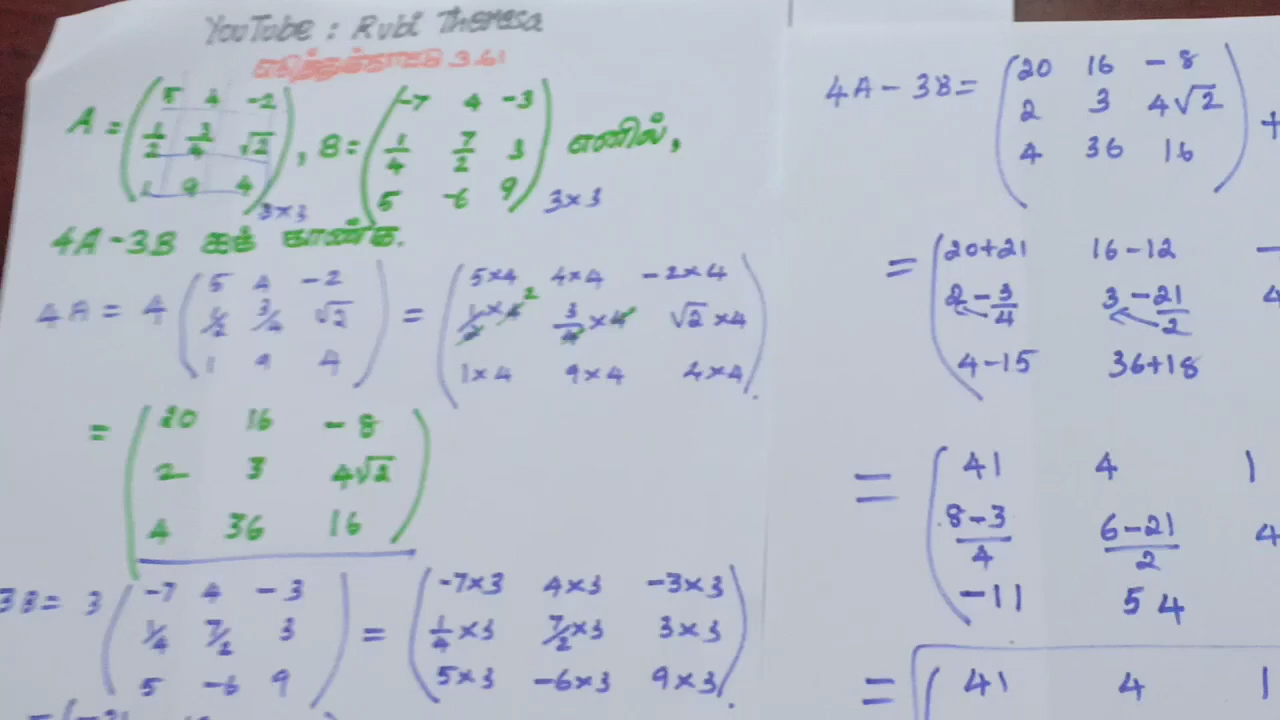 YouTube : Rubi Theresa
எடுத்துக்காட்டு 3.61
A = ( 5 4 -2
1/2 3/4 √2
1 9 4 ) 3×3 , B = ( -7 4 -3
1/4 7/2 3
5 -6 9 ) 3×3 எனில்,
4A-3B ஐக் காண்க.
4A = 4 ( 5 4 -2
1/2 3/4 √2
1 9 4 ) = ( 5×4 4×4 -2×4
1/2×4 2 3/4×4 √2×4
1×4 9×4 4×4 ).
= ( 20 16 -8
2 3 4√2
4 36 16 )
3B = 3 ( -7 4 -3
1/4 7/2 3
5 -6 9 ) = ( -7×3 4×3 -3×3
1/4×3 7/2×3 3×3
5×3 -6×3 9×3 ).
4A-3B = ( 20 16 -8
2 3 4√2
4 36 16 ) +
= ( 20+21 16-12 -
2-3/4 3-21/2 4
4-15 36+18
= ( 41 4 1
8-3/4 6-21/2 4
-11 54
= ( 41 4 1